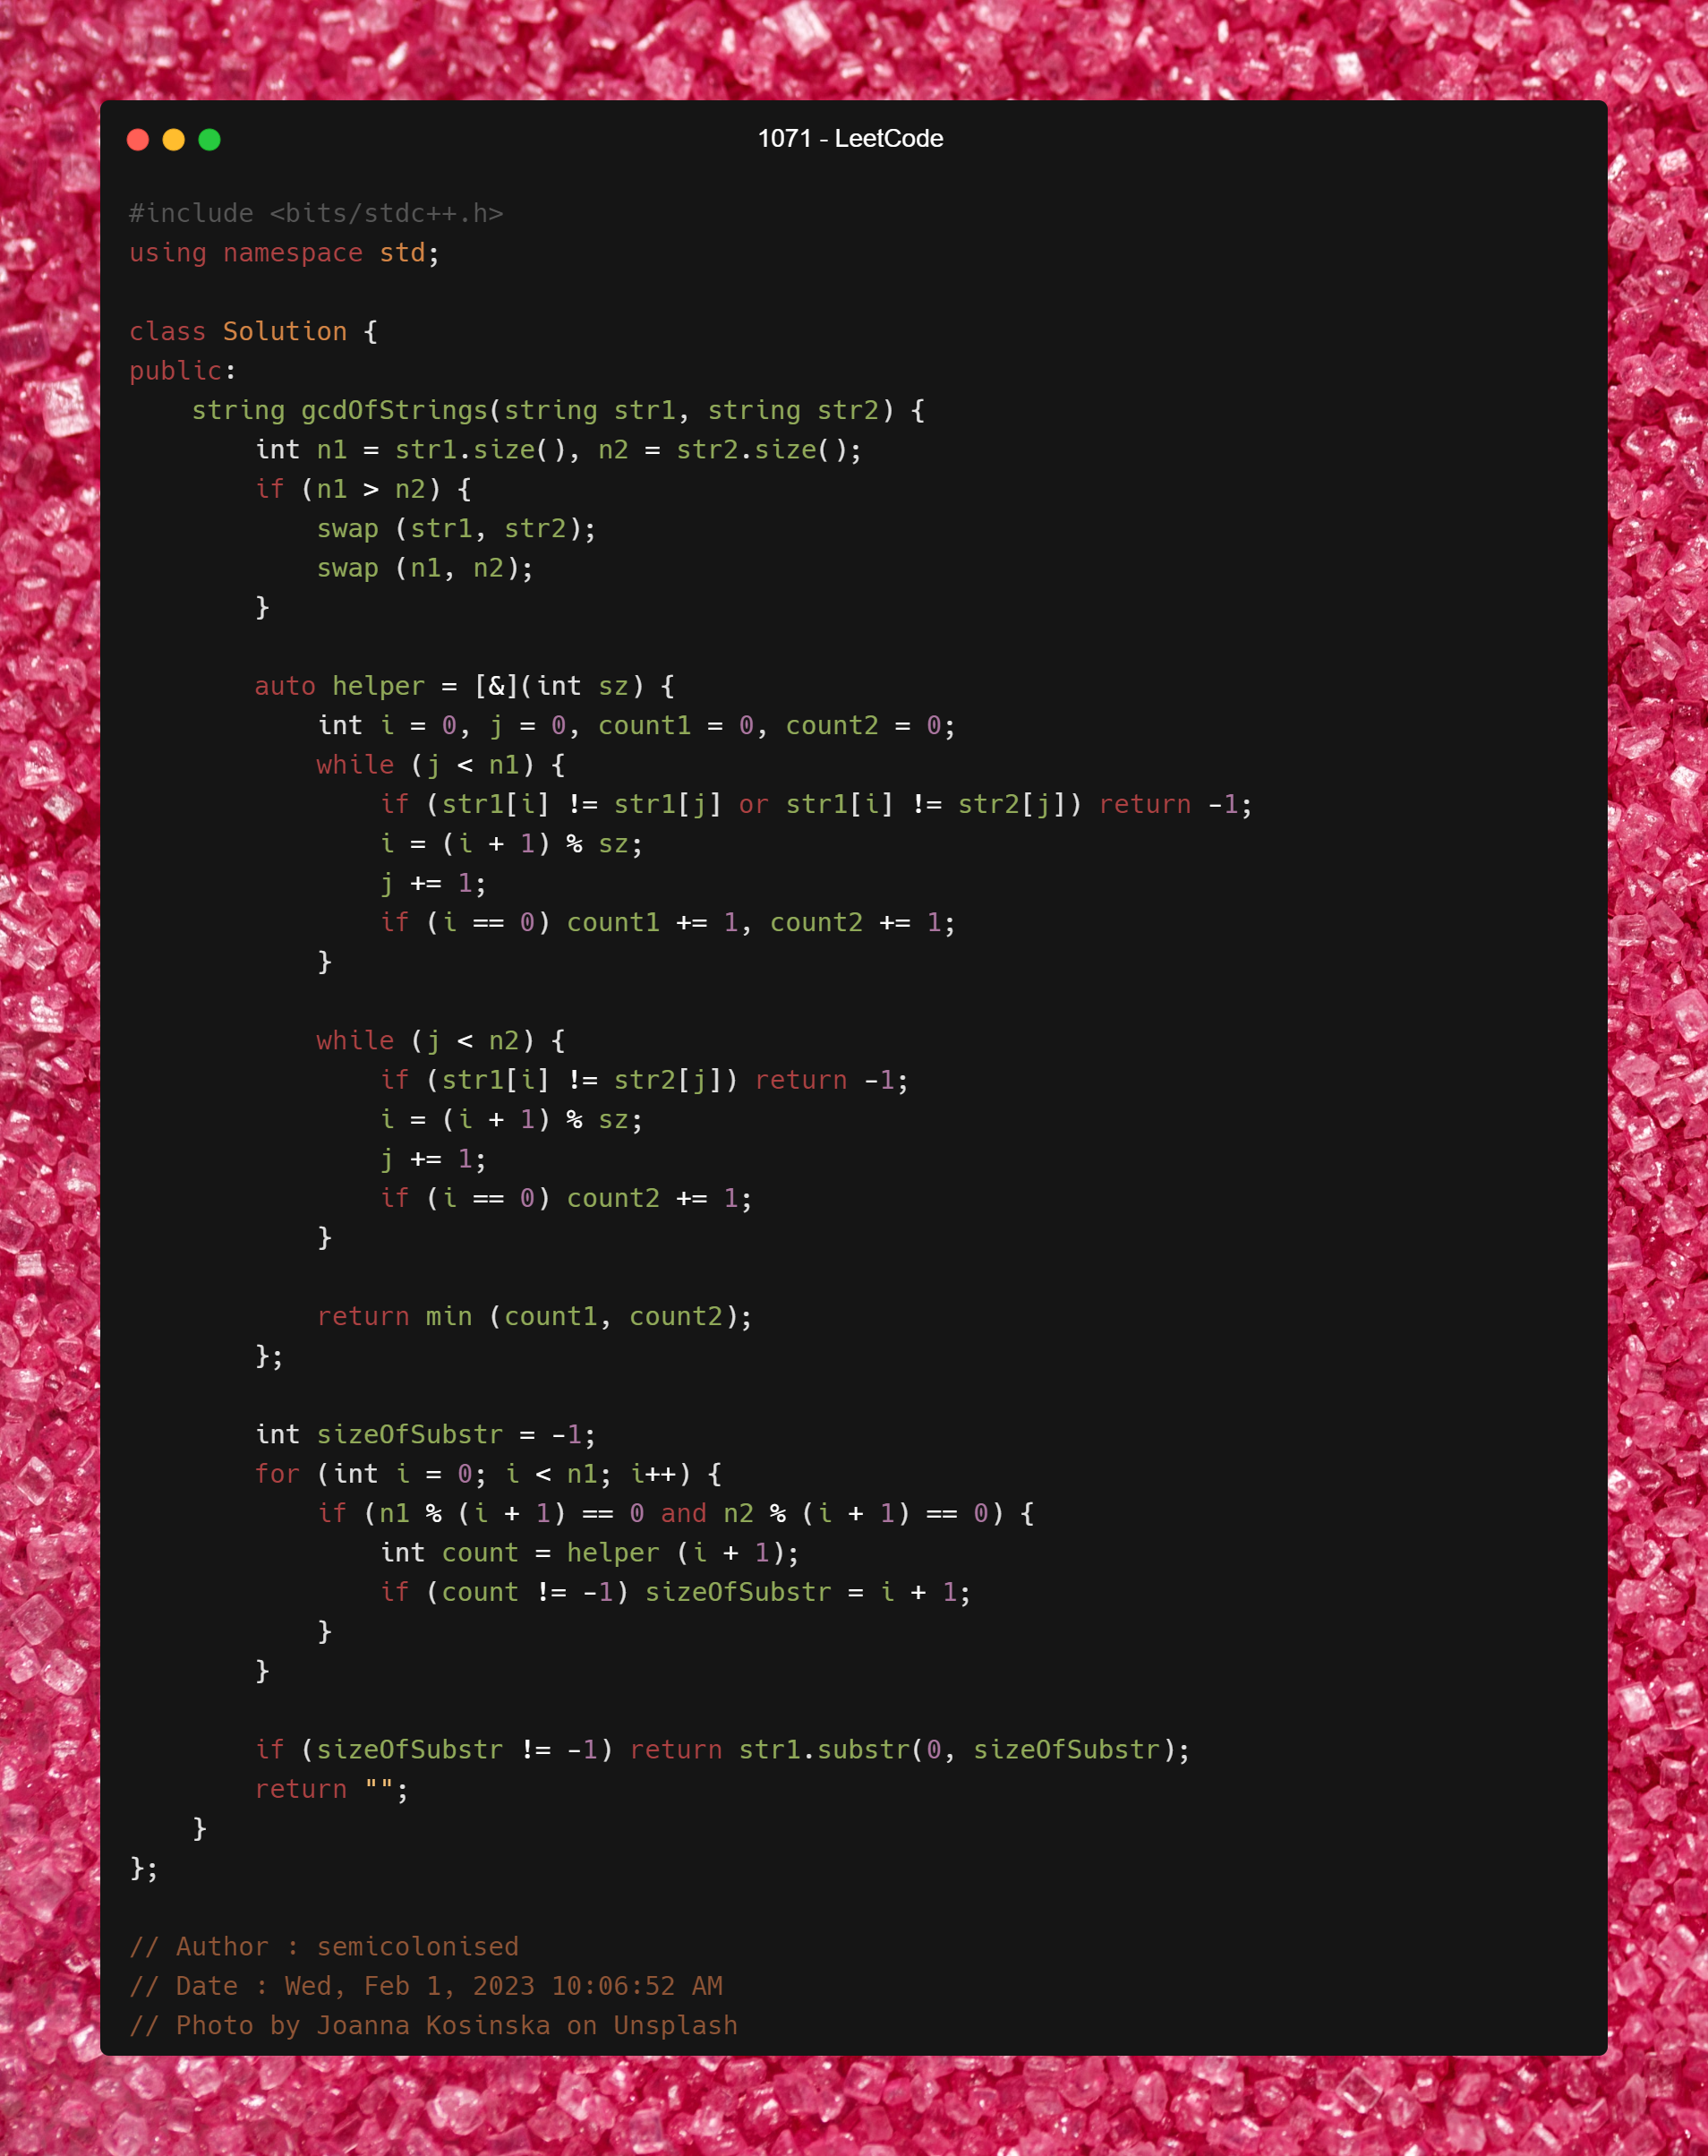 1071 - LeetCode
#include <bits/stdc++.h>
using namespace std;
class Solution {
public:
    string gcdOfStrings(string str1, string str2) {
        int n1 = str1.size(), n2 = str2.size();
        if (n1 > n2) {
            swap (str1, str2);
            swap (n1, n2);
        }
        auto helper = [&](int sz) {
            int i = 0, j = 0, count1 = 0, count2 = 0;
            while (j < n1) {
                if (str1[i] != str1[j] or str1[i] != str2[j]) return -1;
                i = (i + 1) % sz;
                j += 1;
                if (i == 0) count1 += 1, count2 += 1;
            }
            while (j < n2) {
                if (str1[i] != str2[j]) return -1;
                i = (i + 1) % sz;
                j += 1;
                if (i == 0) count2 += 1;
            }
            return min (count1, count2);
        };
        int sizeOfSubstr = -1;
        for (int i = 0; i < n1; i++) {
            if (n1 % (i + 1) == 0 and n2 % (i + 1) == 0) {
                int count = helper (i + 1);
                if (count != -1) sizeOfSubstr = i + 1;
            }
        }
        if (sizeOfSubstr != -1) return str1.substr(0, sizeOfSubstr);
        return "";
    }
};
// Author : semicolonised
// Date : Wed, Feb 1, 2023 10:06:52 AM
// Photo by Joanna Kosinska on Unsplash